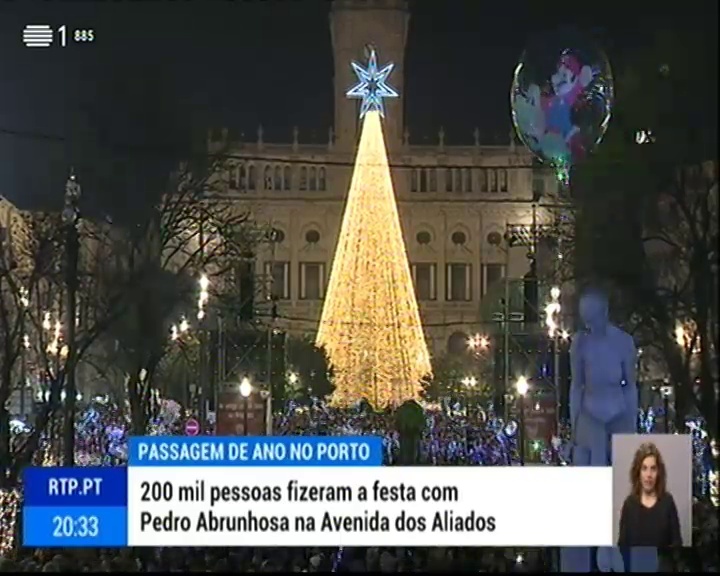 1 885
PASSAGEM DE ANO NO PORTO
RTP.PT
200 mil pessoas fizeram a festa com
20:33
Pedro Abrunhosa na Avenida dos Aliados